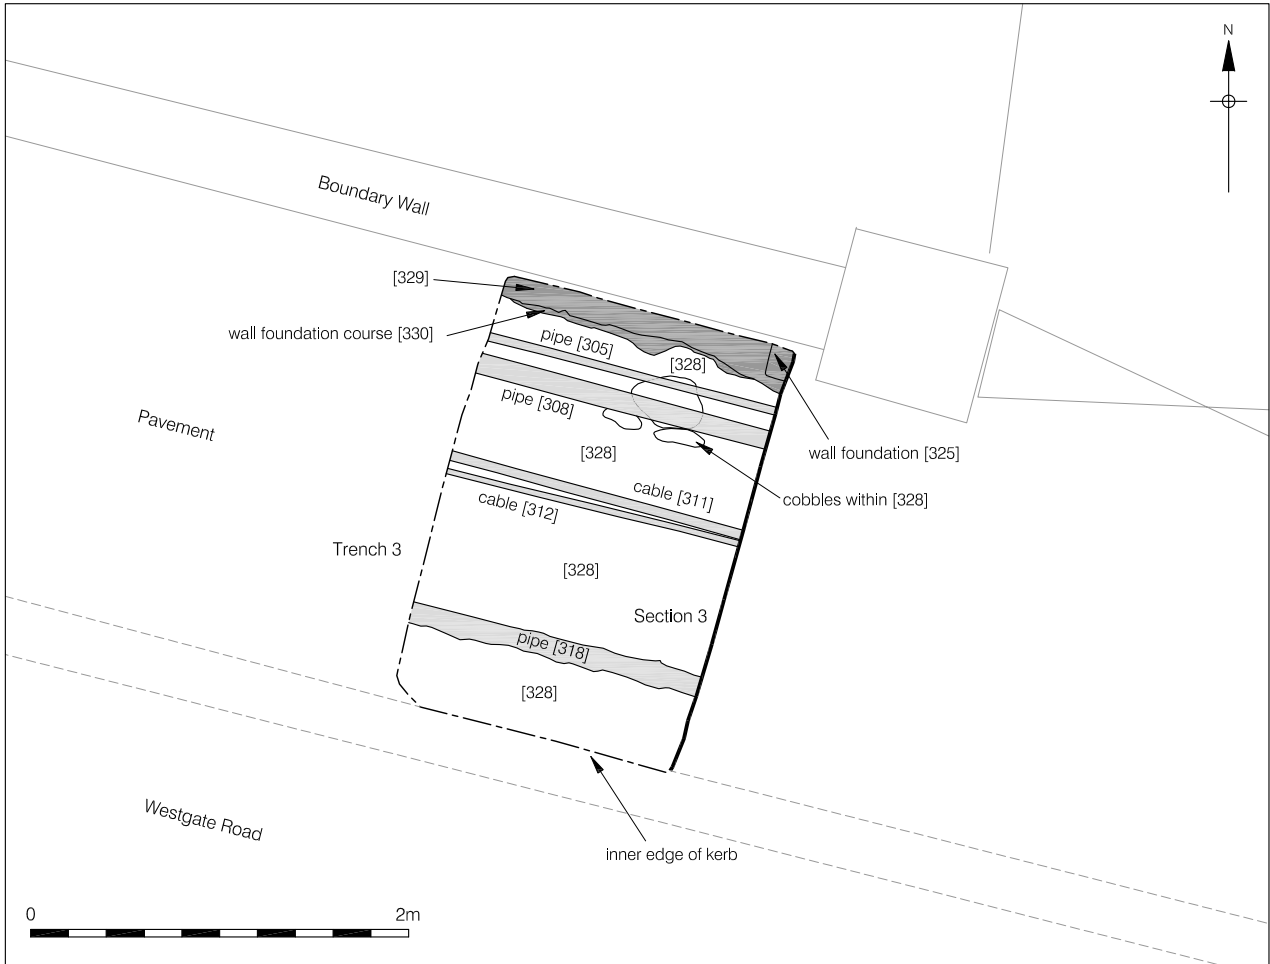 N
Boundary Wall
[329]
wall foundation course [330]
pipe [305]
[328]
pipe [308]
Pavement
[328]
wall foundation [325]
cable [311]
cobbles within [328]
cable [312]
Trench 3
[328]
Section 3
pipe [318]
[328]
Westgate Road
inner edge of kerb
0 2m